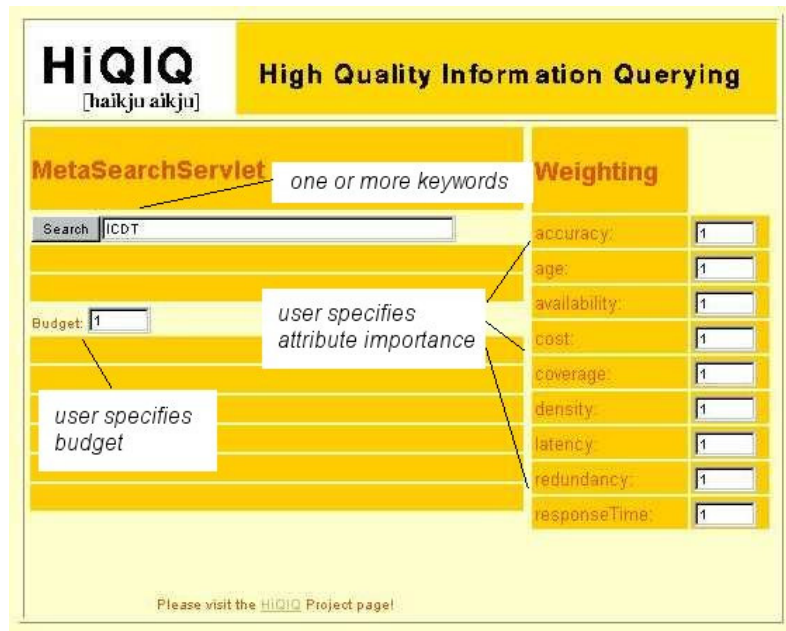 HiQIQ
[haikju aikju]
High Quality Information Querying
MetaSearchServlet
one or more keywords
Search ICDT
Budget: 1
user specifies
budget
user specifies
attribute importance
Weighting
accuracy: 1
age: 1
availability: 1
cost: 1
coverage: 1
density: 1
latency: 1
redundancy: 1
responseTime: 1
Please visit the HiQIQ Project page!